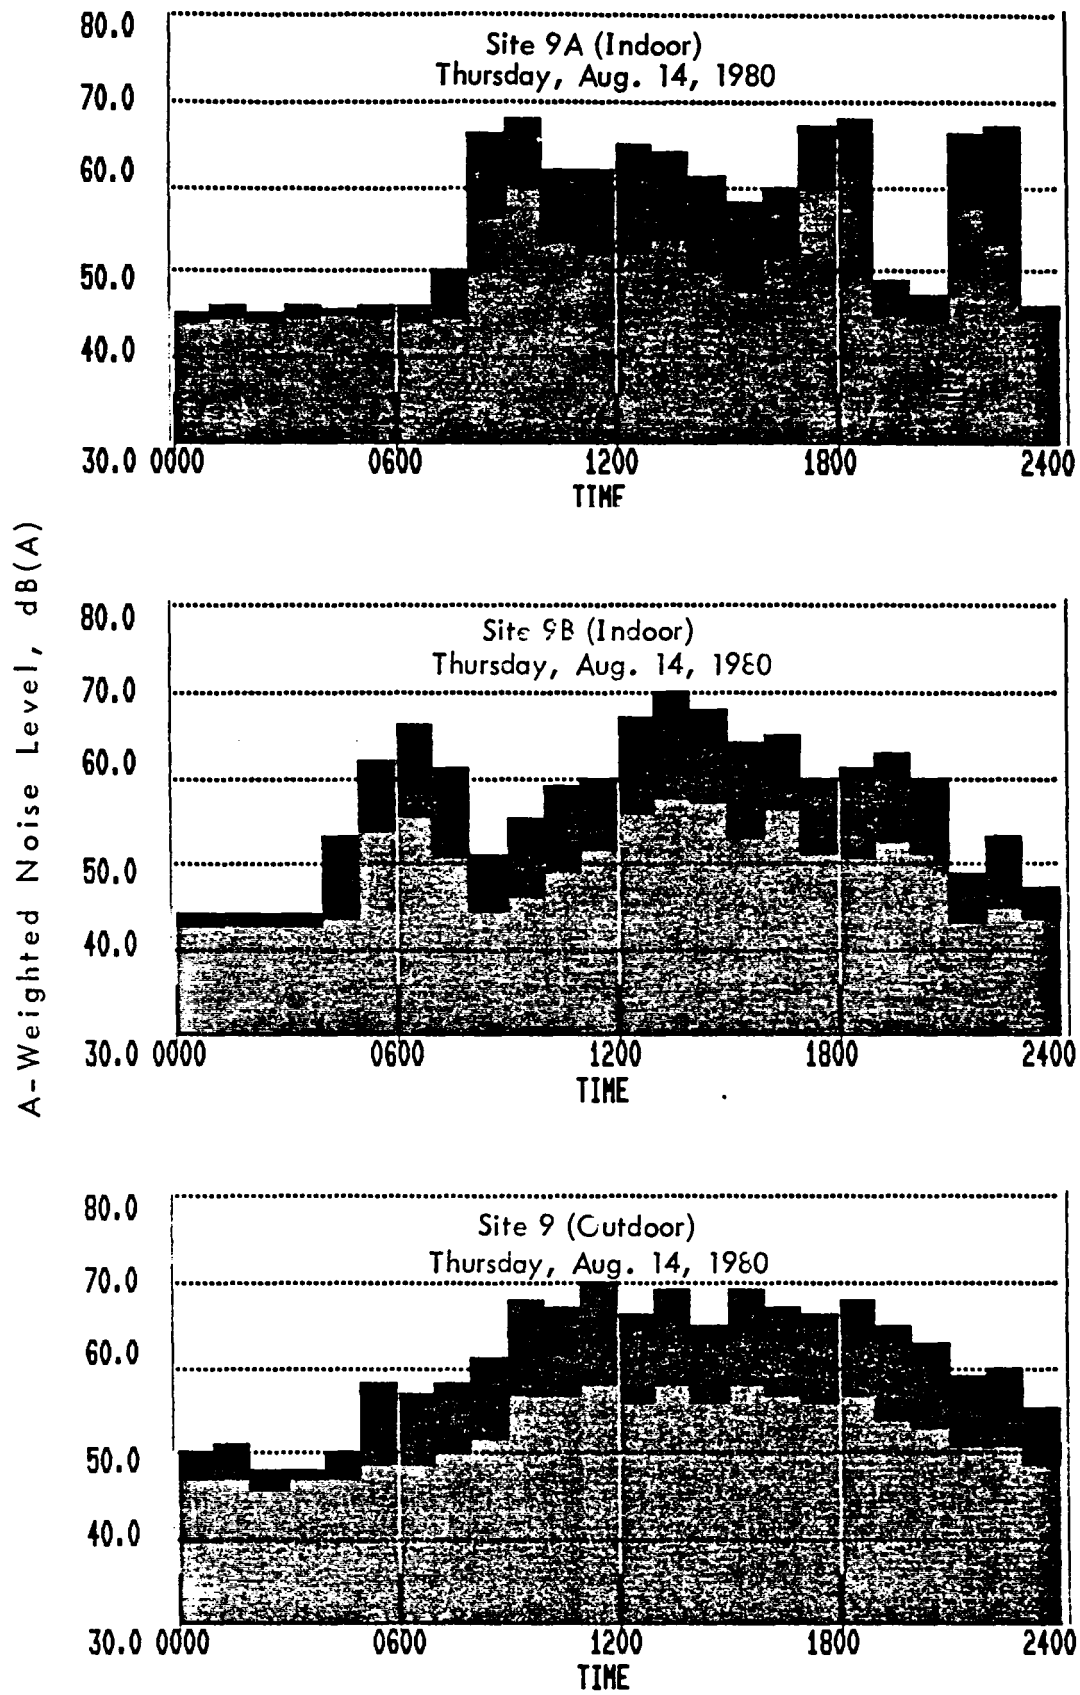 A-Weighted Noise Level, dB(A)
80.0
Site 9A (Indoor)
Thursday, Aug. 14, 1980
70.0
60.0
50.0
40.0
30.0 0000 0600 1200 1800 2400
TIME
80.0
Site 9B (Indoor)
Thursday, Aug. 14, 1980
70.0
60.0
50.0
40.0
30.0 0000 0600 1200 1800 2400
TIME
80.0
Site 9 (Outdoor)
Thursday, Aug. 14, 1980
70.0
60.0
50.0
40.0
30.0 0000 0600 1200 1800 2400
TIME